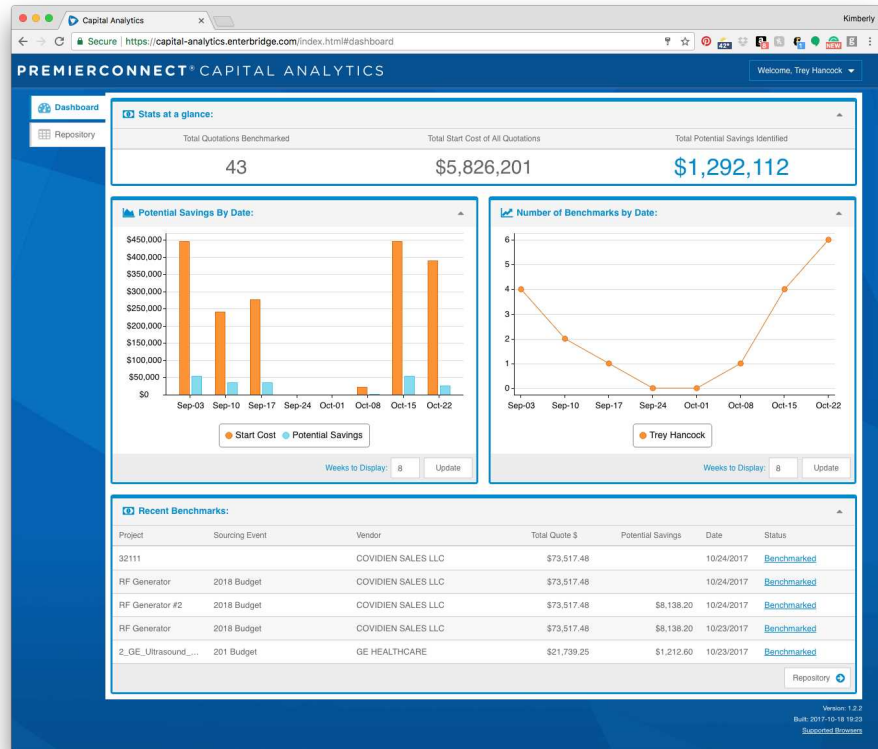 Capital Analytics
Kimberly
Secure | https://capital-analytics.enterbridge.com/index.html#dashboard
42°
NEW
PREMIERCONNECT® CAPITAL ANALYTICS
Welcome, Trey Hancock
Dashboard
Repository
Stats at a glance:
Total Quotations Benchmarked Total Start Cost of All Quotations Total Potential Savings Identified
43 $5,826,201 $1,292,112
Potential Savings By Date:
$450,000
$400,000
$350,000
$300,000
$250,000
$200,000
$150,000
$100,000
$50,000
$0
Sep-03 Sep-10 Sep-17 Sep-24 Oct-01 Oct-08 Oct-15 Oct-22
Start Cost Potential Savings
Weeks to Display: 8 Update
Number of Benchmarks by Date:
6
5
4
3
2
1
0
Sep-03 Sep-10 Sep-17 Sep-24 Oct-01 Oct-08 Oct-15 Oct-22
Trey Hancock
Weeks to Display: 8 Update
Recent Benchmarks:
Project Sourcing Event Vendor Total Quote $ Potential Savings Date Status
32111 COVIDIEN SALES LLC $73,517.48 10/24/2017 Benchmarked
RF Generator 2018 Budget COVIDIEN SALES LLC $73,517.48 10/24/2017 Benchmarked
RF Generator #2 2018 Budget COVIDIEN SALES LLC $73,517.48 $8,138.20 10/24/2017 Benchmarked
RF Generator 2018 Budget COVIDIEN SALES LLC $73,517.48 $8,138.20 10/23/2017 Benchmarked
2_GE_Ultrasound_... 201 Budget GE HEALTHCARE $21,739.25 $1,212.60 10/23/2017 Benchmarked
Repository
Version: 1.2.2
Built: 2017-10-18 19:23
Supported Browsers